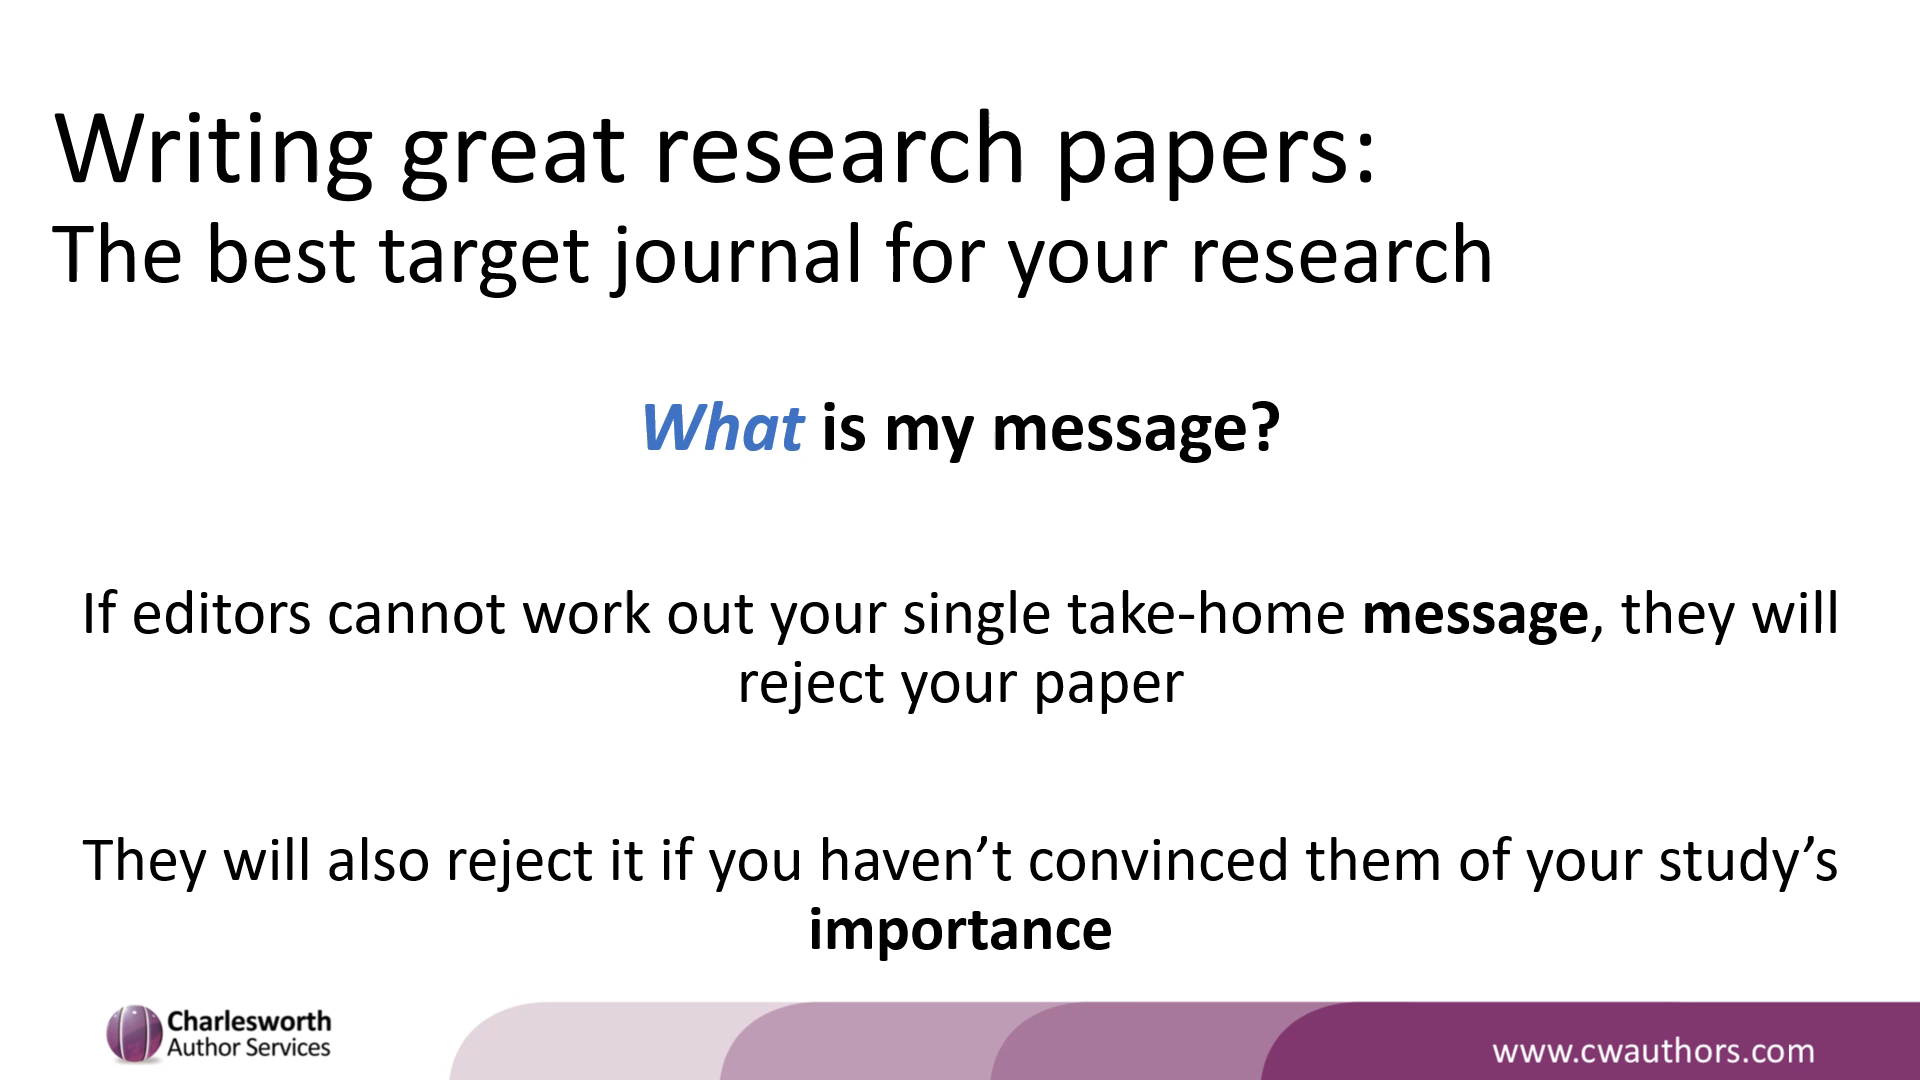 Writing great research papers:
The best target journal for your research
What is my message?
If editors cannot work out your single take-home message, they will
reject your paper
They will also reject it if you haven’t convinced them of your study’s
importance
Charlesworth
Author Services
www.cwauthors.com